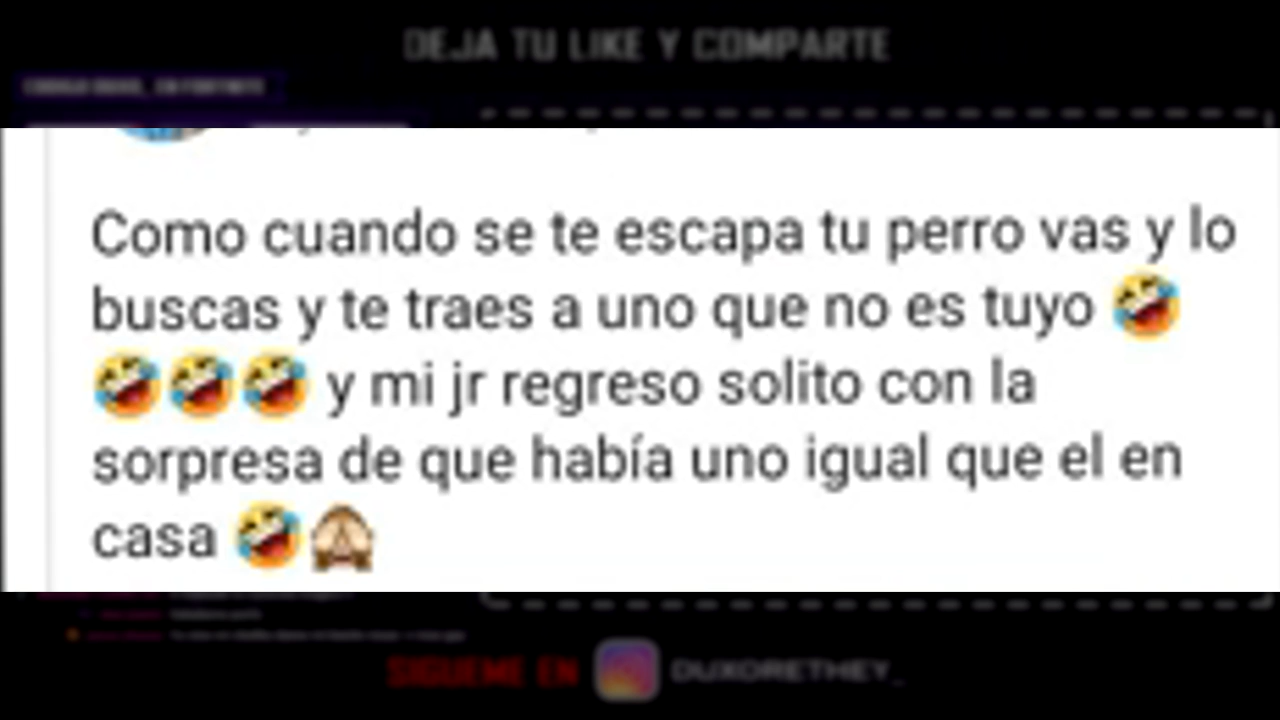 DEJA TU LIKE Y COMPARTE
Como cuando se te escapa tu perro vas y lo
buscas y te traes a uno que no es tuyo 🤣
🤣🤣🤣 y mi jr regreso solito con la
sorpresa de que había uno igual que el en
casa 🤣🙈
SIGUEME EN DUXORETHEY_